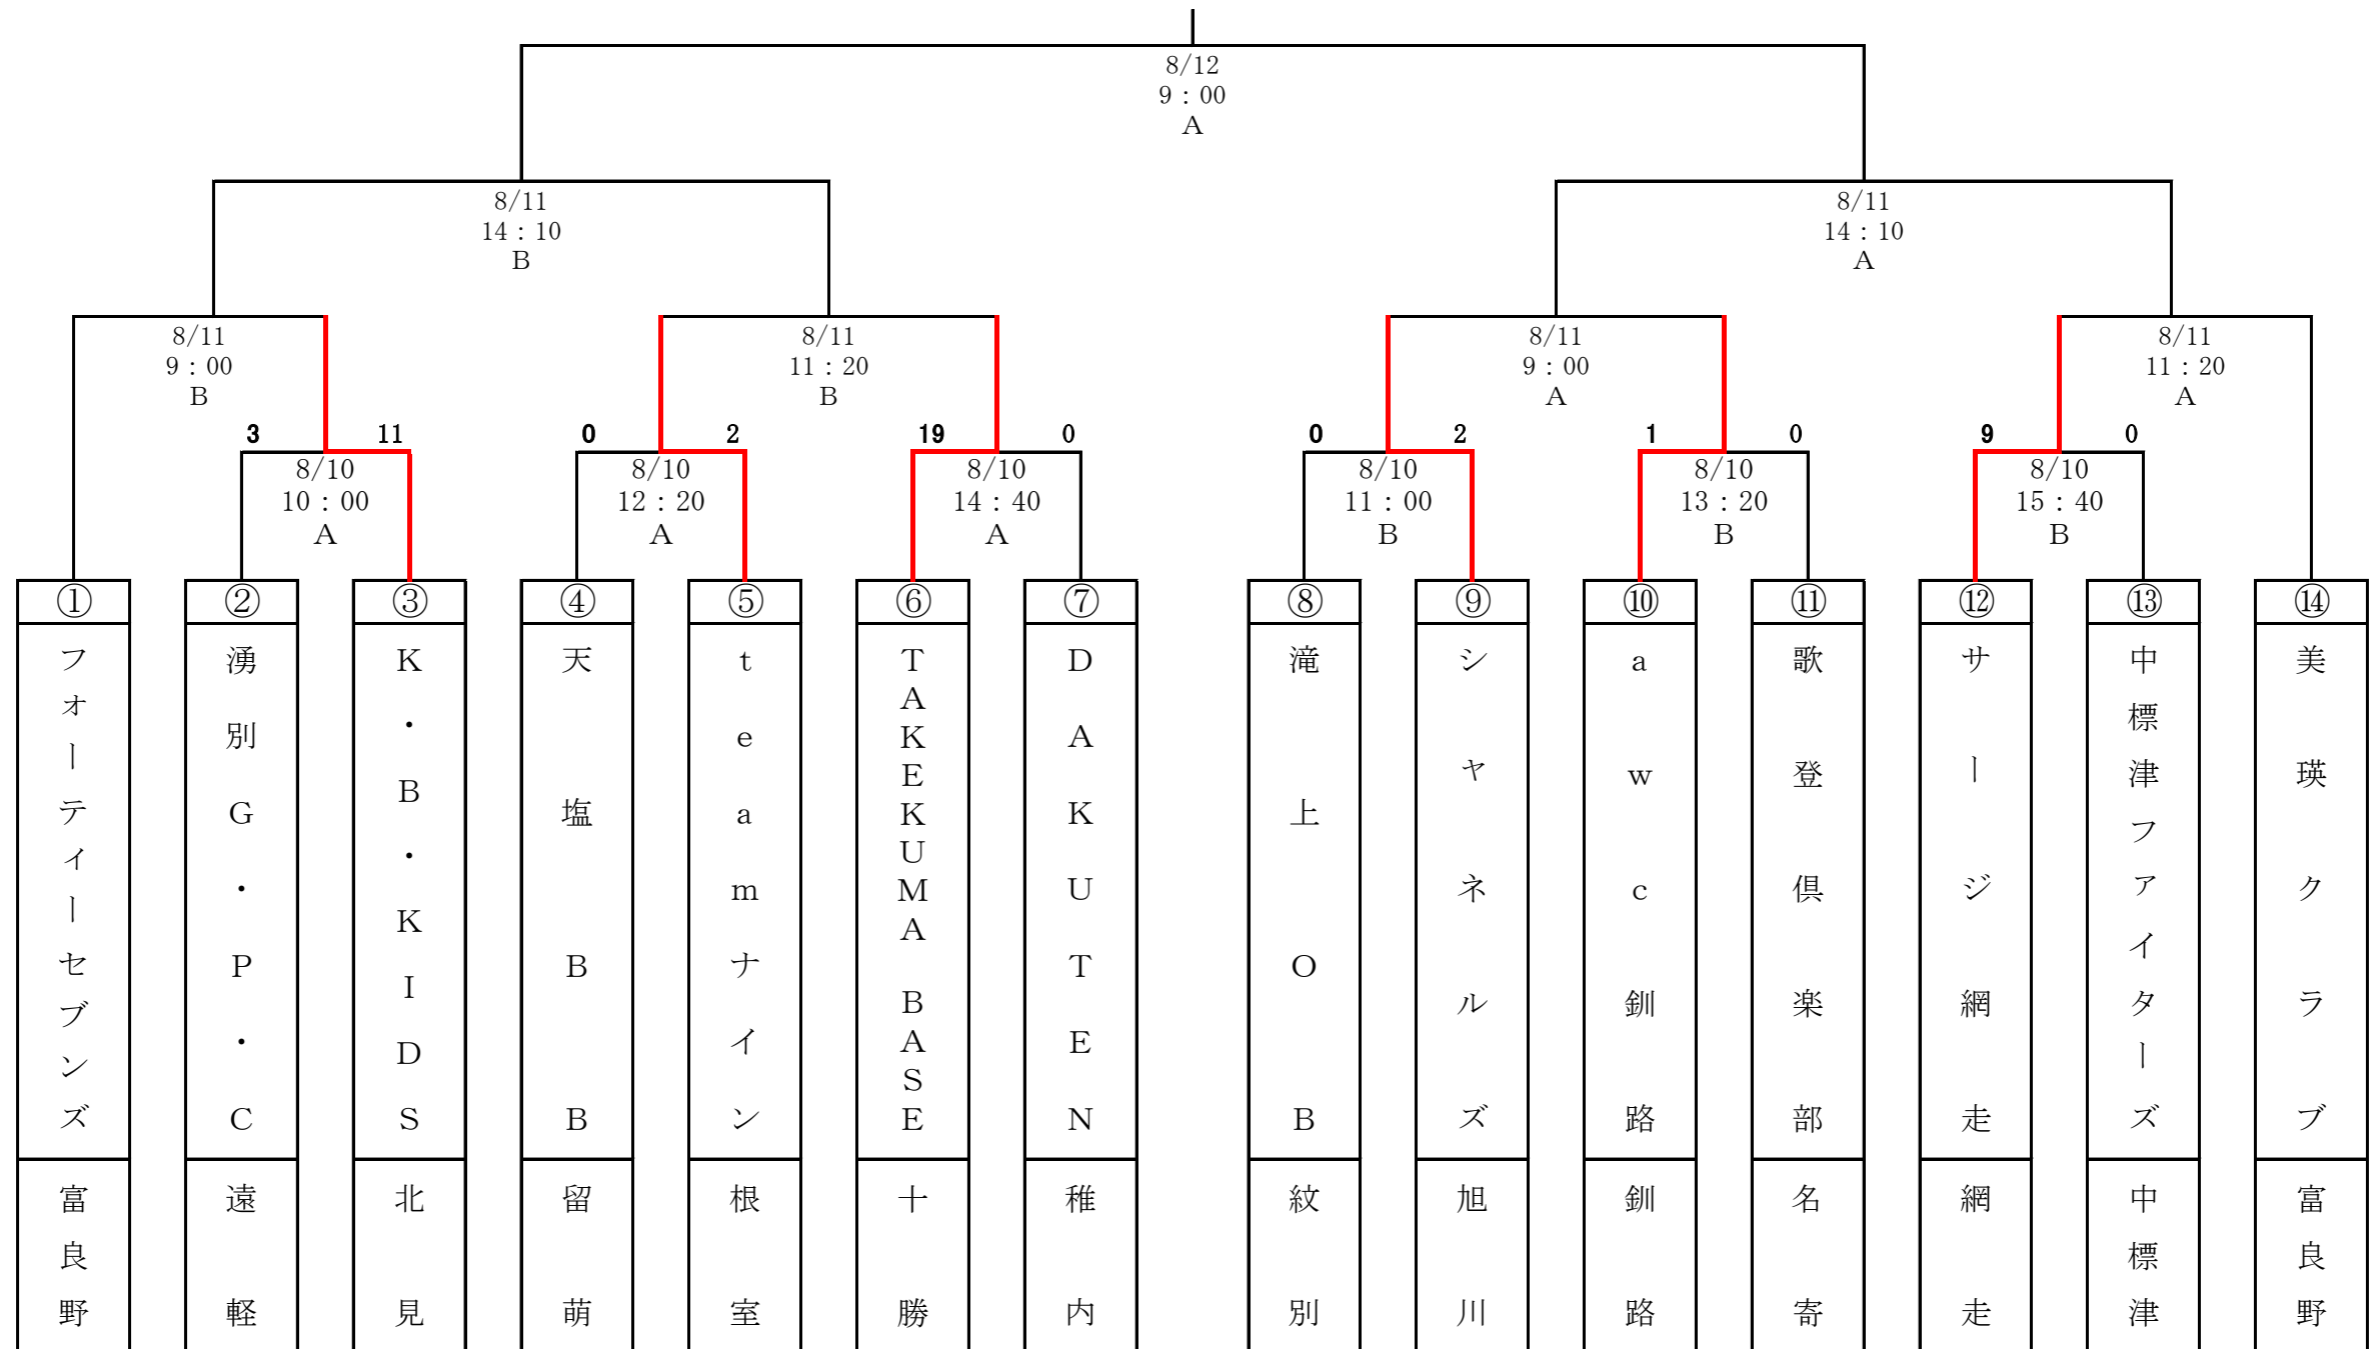 8/12
9：00
A
8/11
14：10
B
8/11
14：10
A
8/11
9：00
B
8/11
11：20
B
8/11
9：00
A
8/11
11：20
A
3 11
0 2
19 0
0 2
1 0
9 0
8/10
10：00
A
8/10
12：20
A
8/10
14：40
A
8/10
11：00
B
8/10
13：20
B
8/10
15：40
B
①
フォーティーセブンズ
富良野
②
湧別G・P・C
遠軽
③
K・B・KIDS
北見
④
天塩BB
留萌
⑤
teamナイン
根室
⑥
TAKEKUMA BASE
十勝
⑦
DAKUTEN
稚内
⑧
滝上OB
紋別
⑨
シャネルズ
旭川
⑩
awc釧路
釧路
⑪
歌登倶楽部
名寄
⑫
サージ網走
網走
⑬
中標津ファイターズ
中標津
⑭
美瑛クラブ
富良野